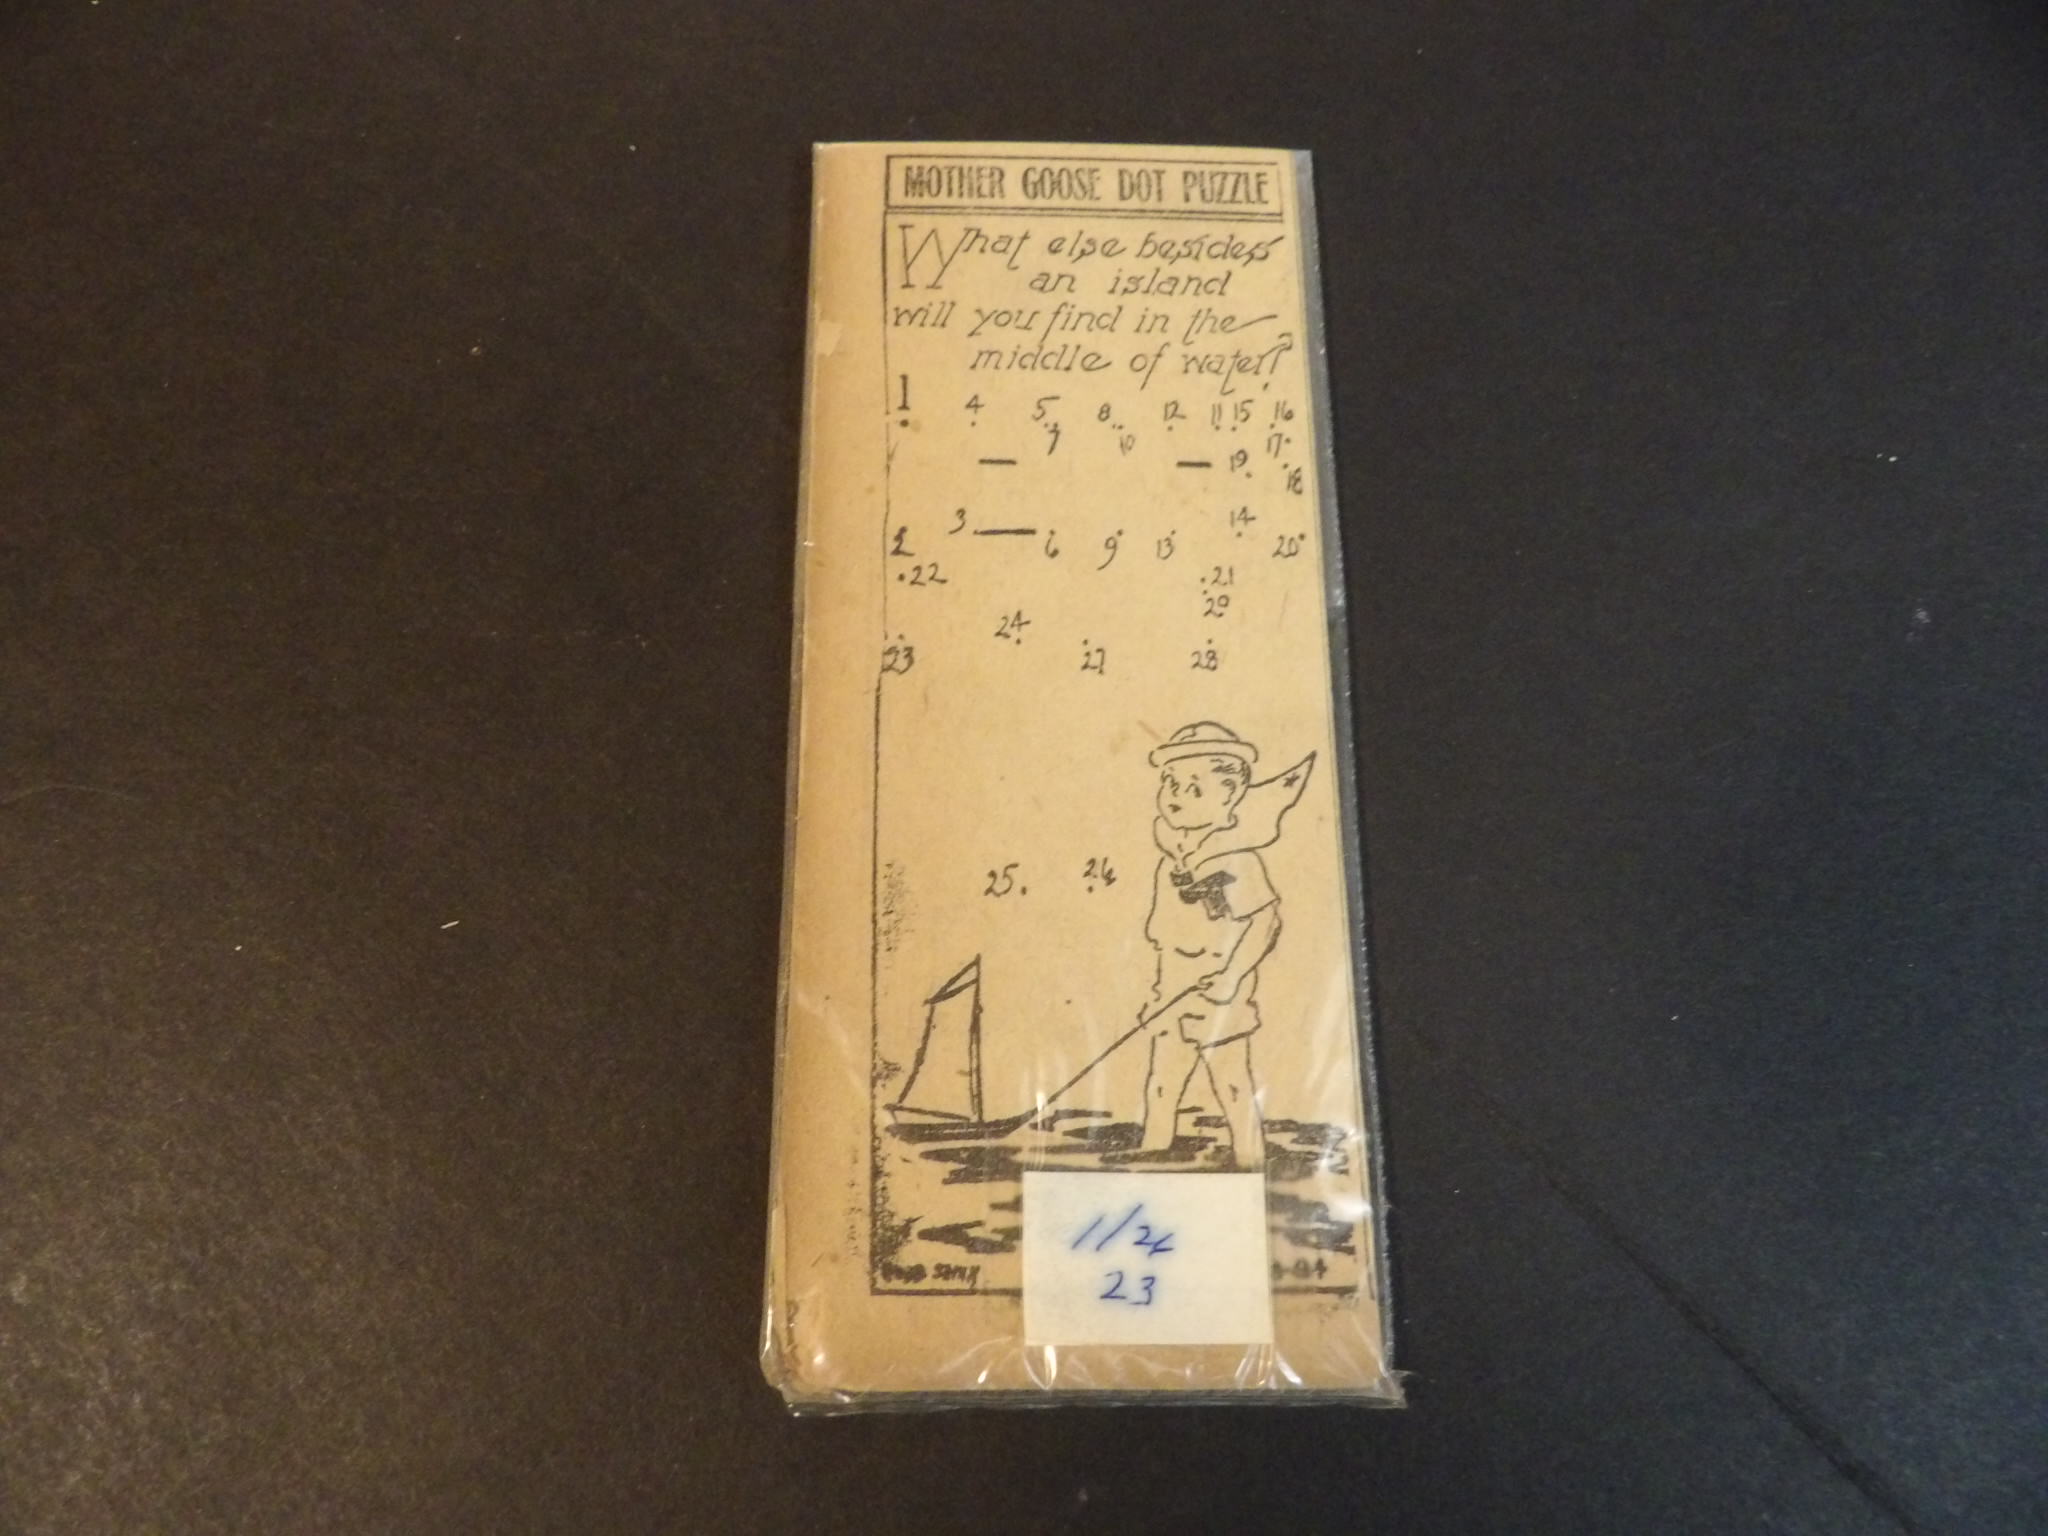 MOTHER GOOSE DOT PUZZLE
What else besides
an island
will you find in the
middle of water?
1 4 5 8 12 11 15 16
7 10 17
19 18
3 14
2 6 9 13 20
22 21
29
24
23 27 28
25 26
1/24
23